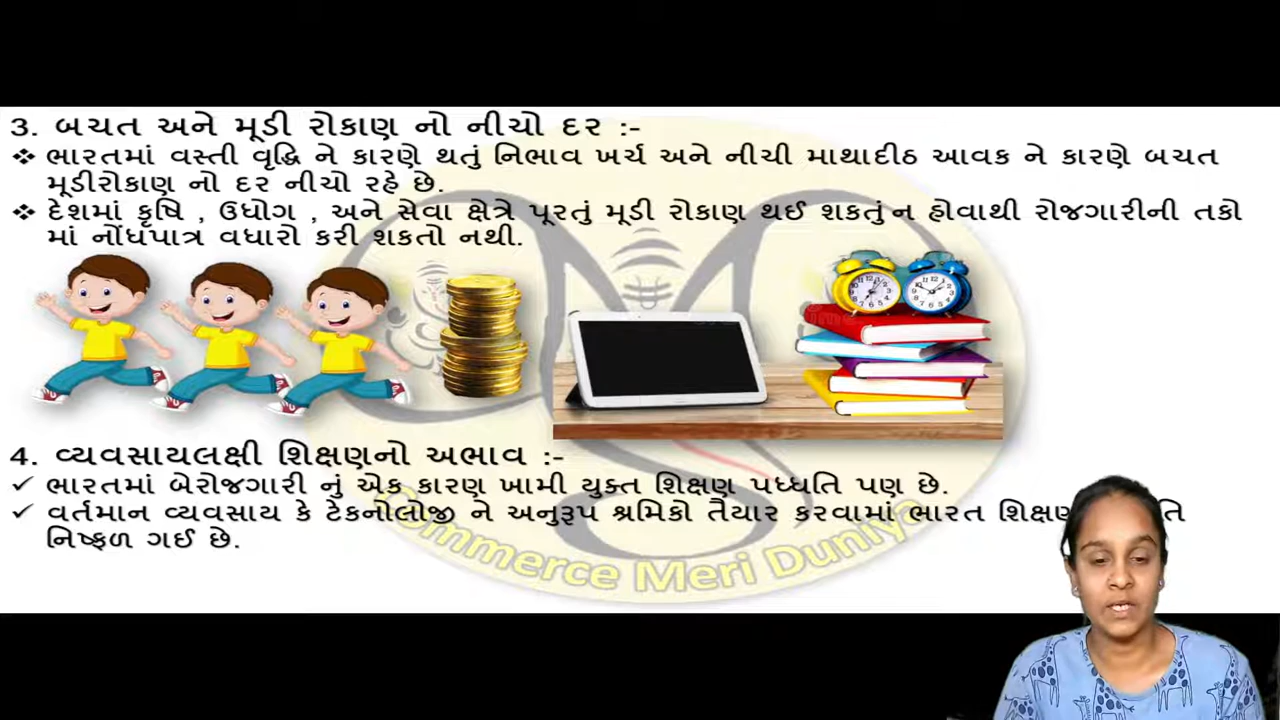 3. બચત અને મૂડી રોકાણ નો નીચો દર :-
❖ ભારતમાં વસ્તી વૃદ્ધિ ને કારણે થતું નિભાવ ખર્ચ અને નીચી માથાદીઠ આવક ને કારણે બચત
મૂડીરોકાણ નો દર નીચો રહે છે.
❖ દેશમાં કૃષિ , ઉધોગ , અને સેવા ક્ષેત્રે પૂરતું મૂડી રોકાણ થઈ શકતું ન હોવાથી રોજગારીની તકો
માં નોંધપાત્ર વધારો કરી શકતો નથી.
4. વ્યવસાયલક્ષી શિક્ષણનો અભાવ :-
✓ ભારતમાં બેરોજગારી નું એક કારણ ખામી યુક્ત શિક્ષણ પધ્ધતિ પણ છે.
✓ વર્તમાન વ્યવસાય કે ટેકનોલોજી ને અનુરૂપ શ્રમિકો તૈયાર કરવામાં ભારત
નિષ્ફળ ગઈ છે.
Commerce Meri Duniya